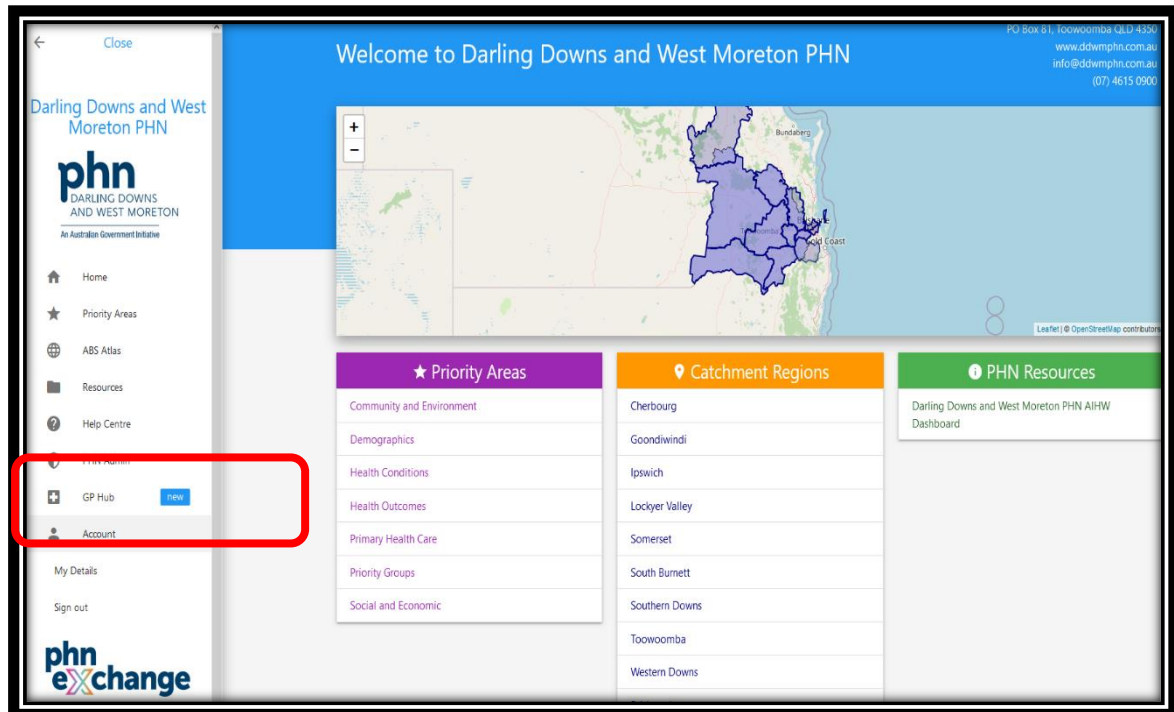 Close
Darling Downs and West
Moreton PHN
phn
DARLING DOWNS
AND WEST MORETON
An Australian Government Initiative
Home
Priority Areas
ABS Atlas
Resources
Help Centre
PHN Admin
GP Hub new
Account
My Details
Sign out
phn
exchange
Welcome to Darling Downs and West Moreton PHN
PO Box 81, Toowoomba QLD 4350
www.ddwmphn.com.au
info@ddwmphn.com.au
(07) 4615 0900
+
−
Bundaberg
Brisbane
Toowoomba
Gold Coast
Leaflet | © OpenStreetMap contributors
Priority Areas
Community and Environment
Demographics
Health Conditions
Health Outcomes
Primary Health Care
Priority Groups
Social and Economic
Catchment Regions
Cherbourg
Goondiwindi
Ipswich
Lockyer Valley
Somerset
South Burnett
Southern Downs
Toowoomba
Western Downs
PHN Resources
Darling Downs and West Moreton PHN AIHW
Dashboard